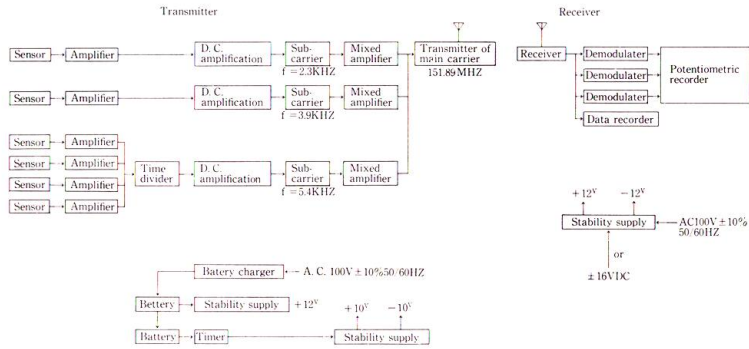 Transmitter
Receiver
Sensor
Amplifier
D. C.
amplification
Sub-
carrier
f = 2.3KHZ
Mixed
amplifier
Transmitter of
main carrier
151.89MHZ
Receiver
Demodulater
Demodulater
Demodulater
Data recorder
Potentiometric
recorder
Sensor
Amplifier
D. C.
amplification
Sub-
carrier
f = 3.9KHZ
Mixed
amplifier
Sensor
Amplifier
Sensor
Amplifier
Sensor
Amplifier
Sensor
Amplifier
Time
divider
D. C.
amplification
Sub-
carrier
f = 5.4KHZ
Mixed
amplifier
+12V
−12V
Stability supply
AC100V±10%
50/60HZ
or
±16VDC
Batery charger
A. C. 100V±10%50/60HZ
Bettery
Stability supply
+12V
+10V
−10V
Battery
Timer
Stability supply